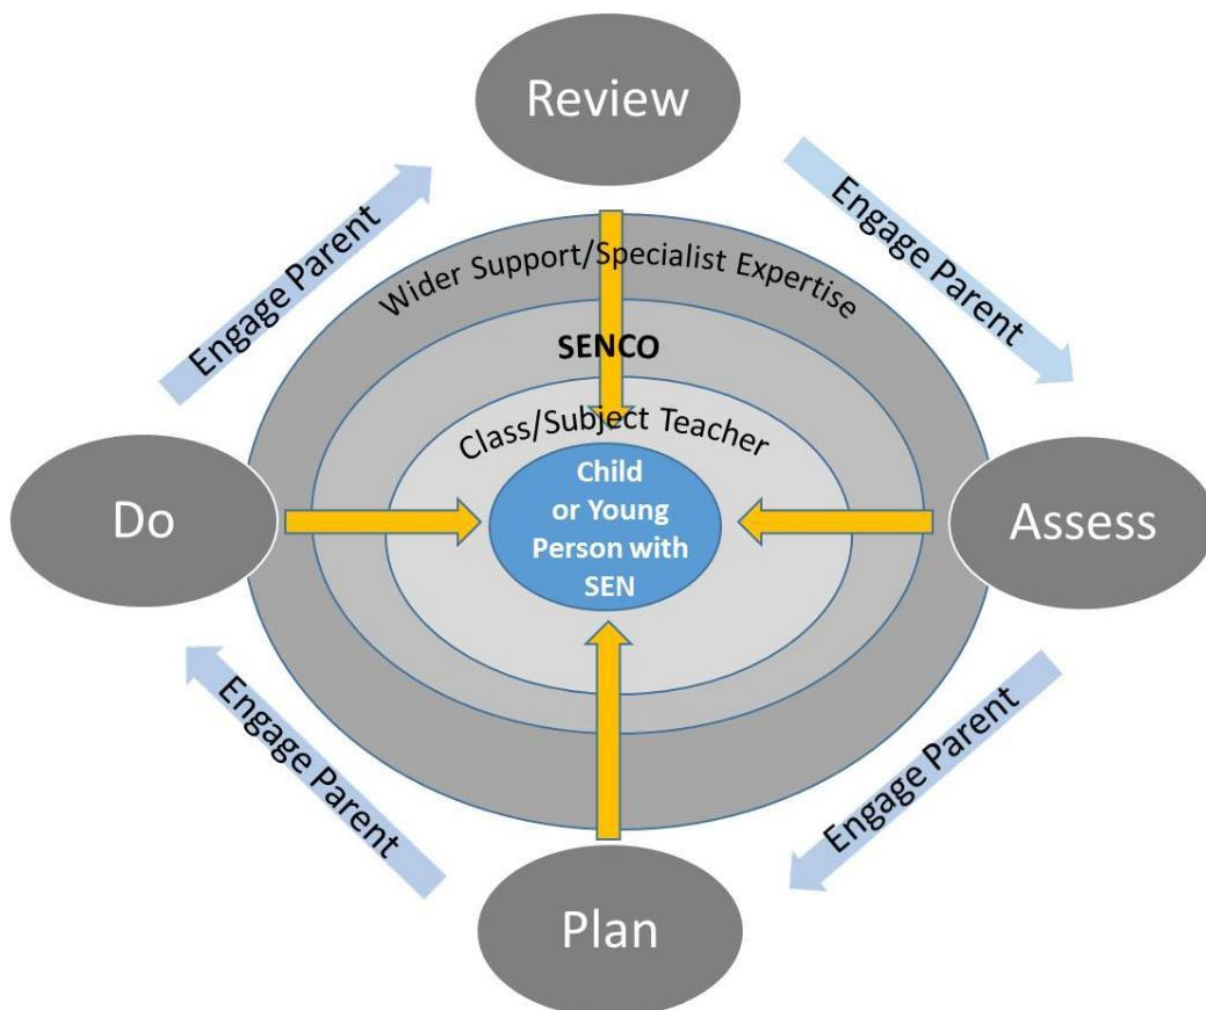 Review
Engage Parent
Engage Parent
Wider Support/Specialist Expertise
SENCO
Class/Subject Teacher
Child
or Young
Person with
SEN
Do
Assess
Engage Parent
Engage Parent
Plan